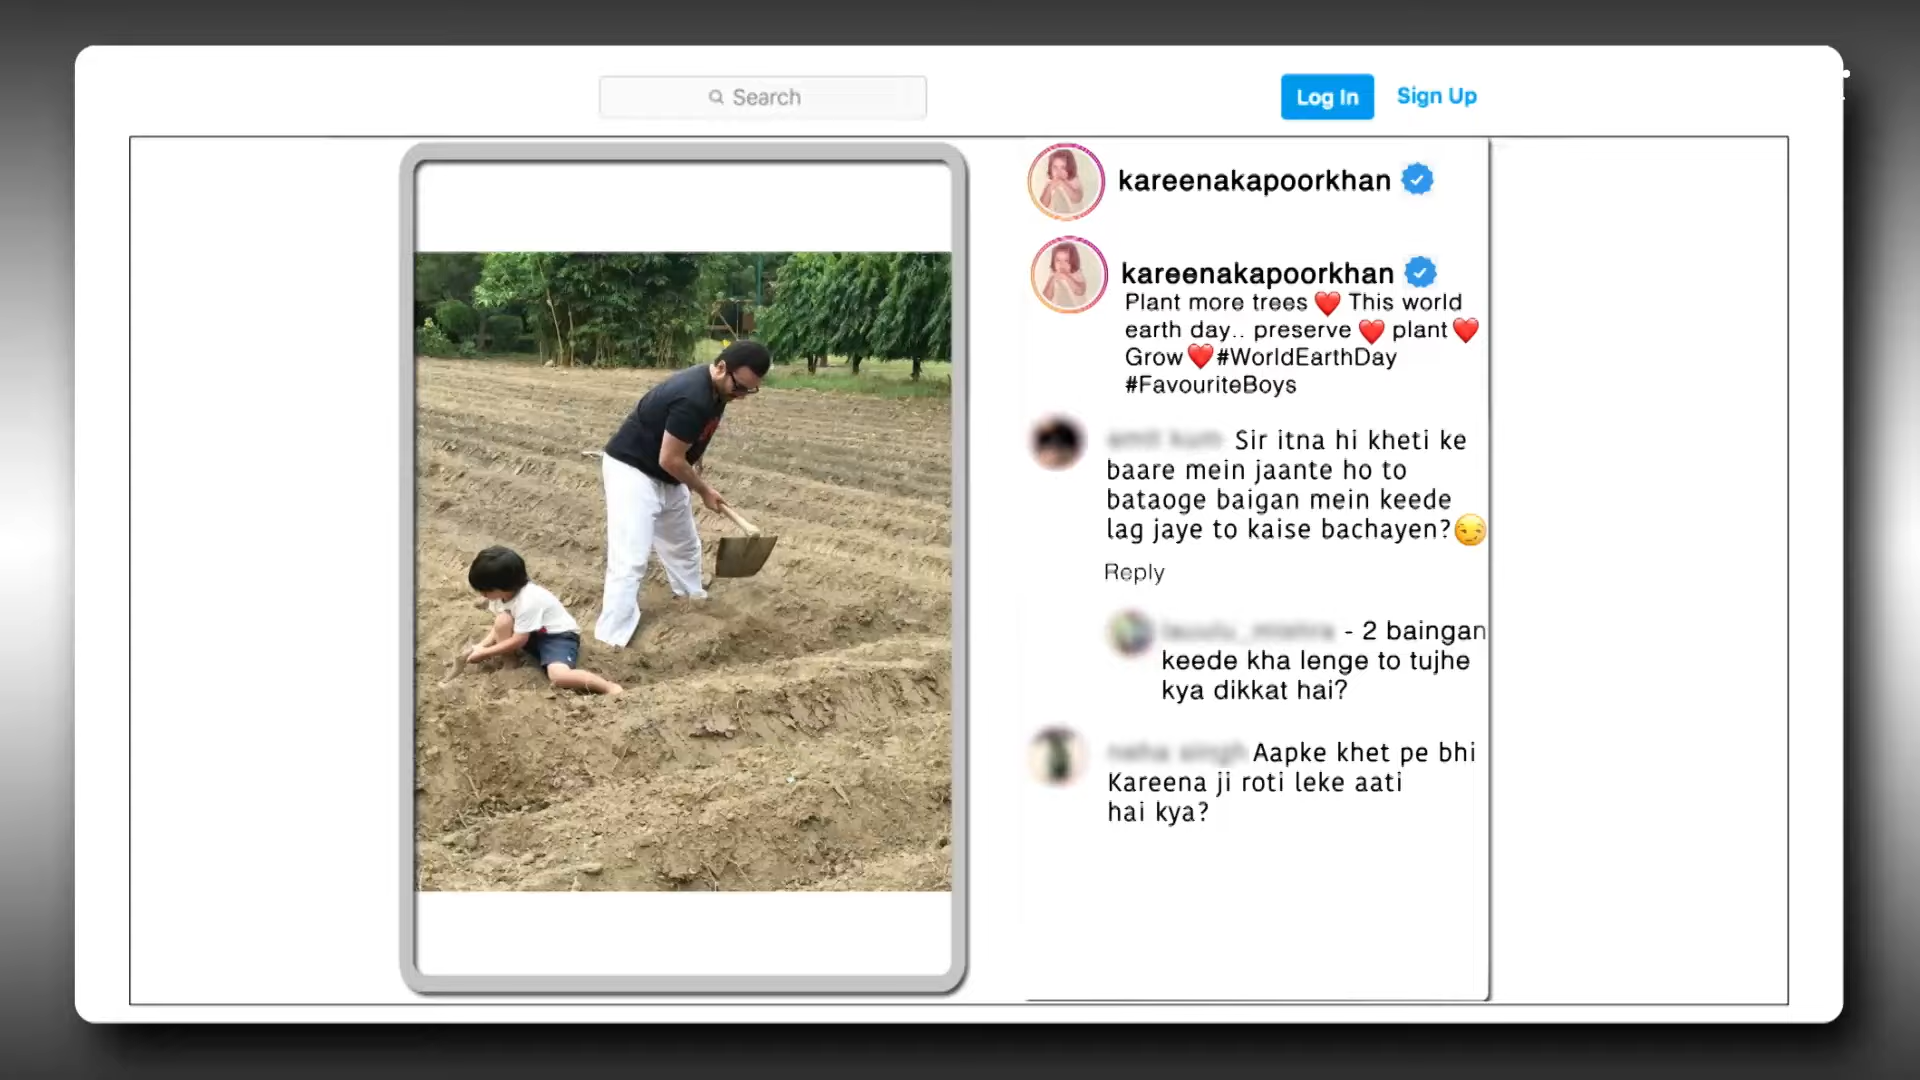 Search
Log In
Sign Up
kareenakapoorkhan
kareenakapoorkhan
Plant more trees ❤️ This world
earth day.. preserve ❤️ plant ❤️
Grow ❤️ #WorldEarthDay
#FavouriteBoys
Sir itna hi kheti ke
baare mein jaante ho to
bataoge baigan mein keede
lag jaye to kaise bachayen?😏
Reply
- 2 baingan
keede kha lenge to tujhe
kya dikkat hai?
Aapke khet pe bhi
Kareena ji roti leke aati
hai kya?